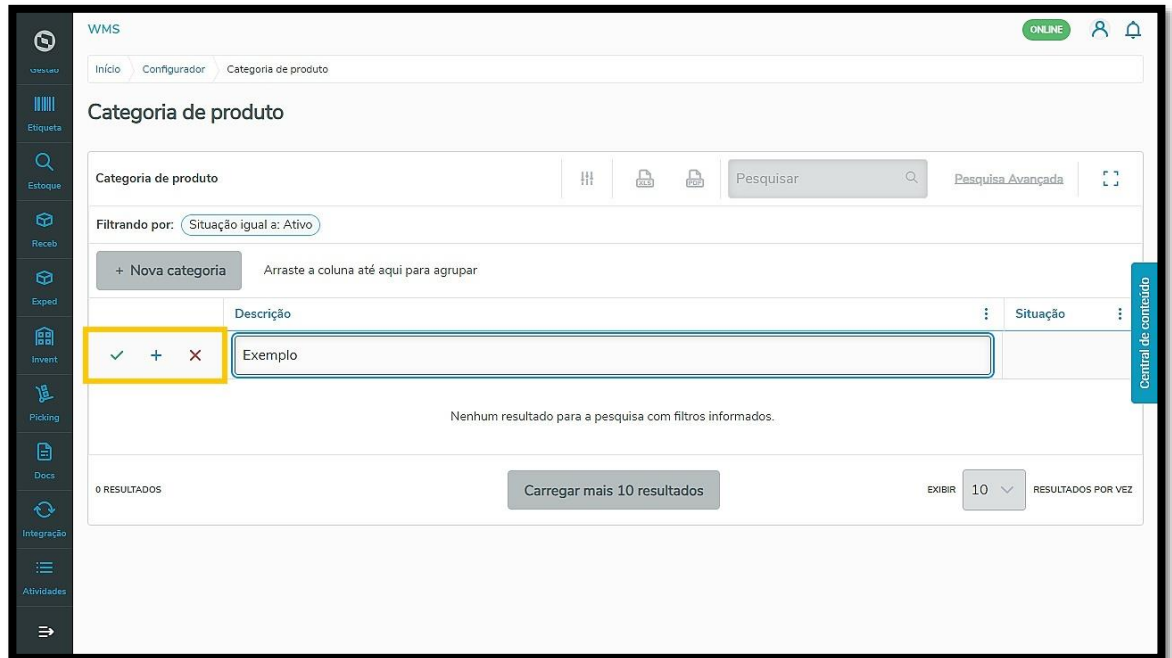 WMS
ONLINE
Gestão
Início Configurador Categoria de produto
Categoria de produto
Etiqueta
Categoria de produto
XLS
PDF
Pesquisar
Pesquisa Avançada
Estoque
Filtrando por: Situação igual a: Ativo
Receb
+ Nova categoria Arraste a coluna até aqui para agrupar
Exped
Descrição Situação
Central de conteúdo
Exemplo
Invent
Nenhum resultado para a pesquisa com filtros informados.
Picking
Docs
0 RESULTADOS Carregar mais 10 resultados EXIBIR 10 RESULTADOS POR VEZ
Integração
Atividades